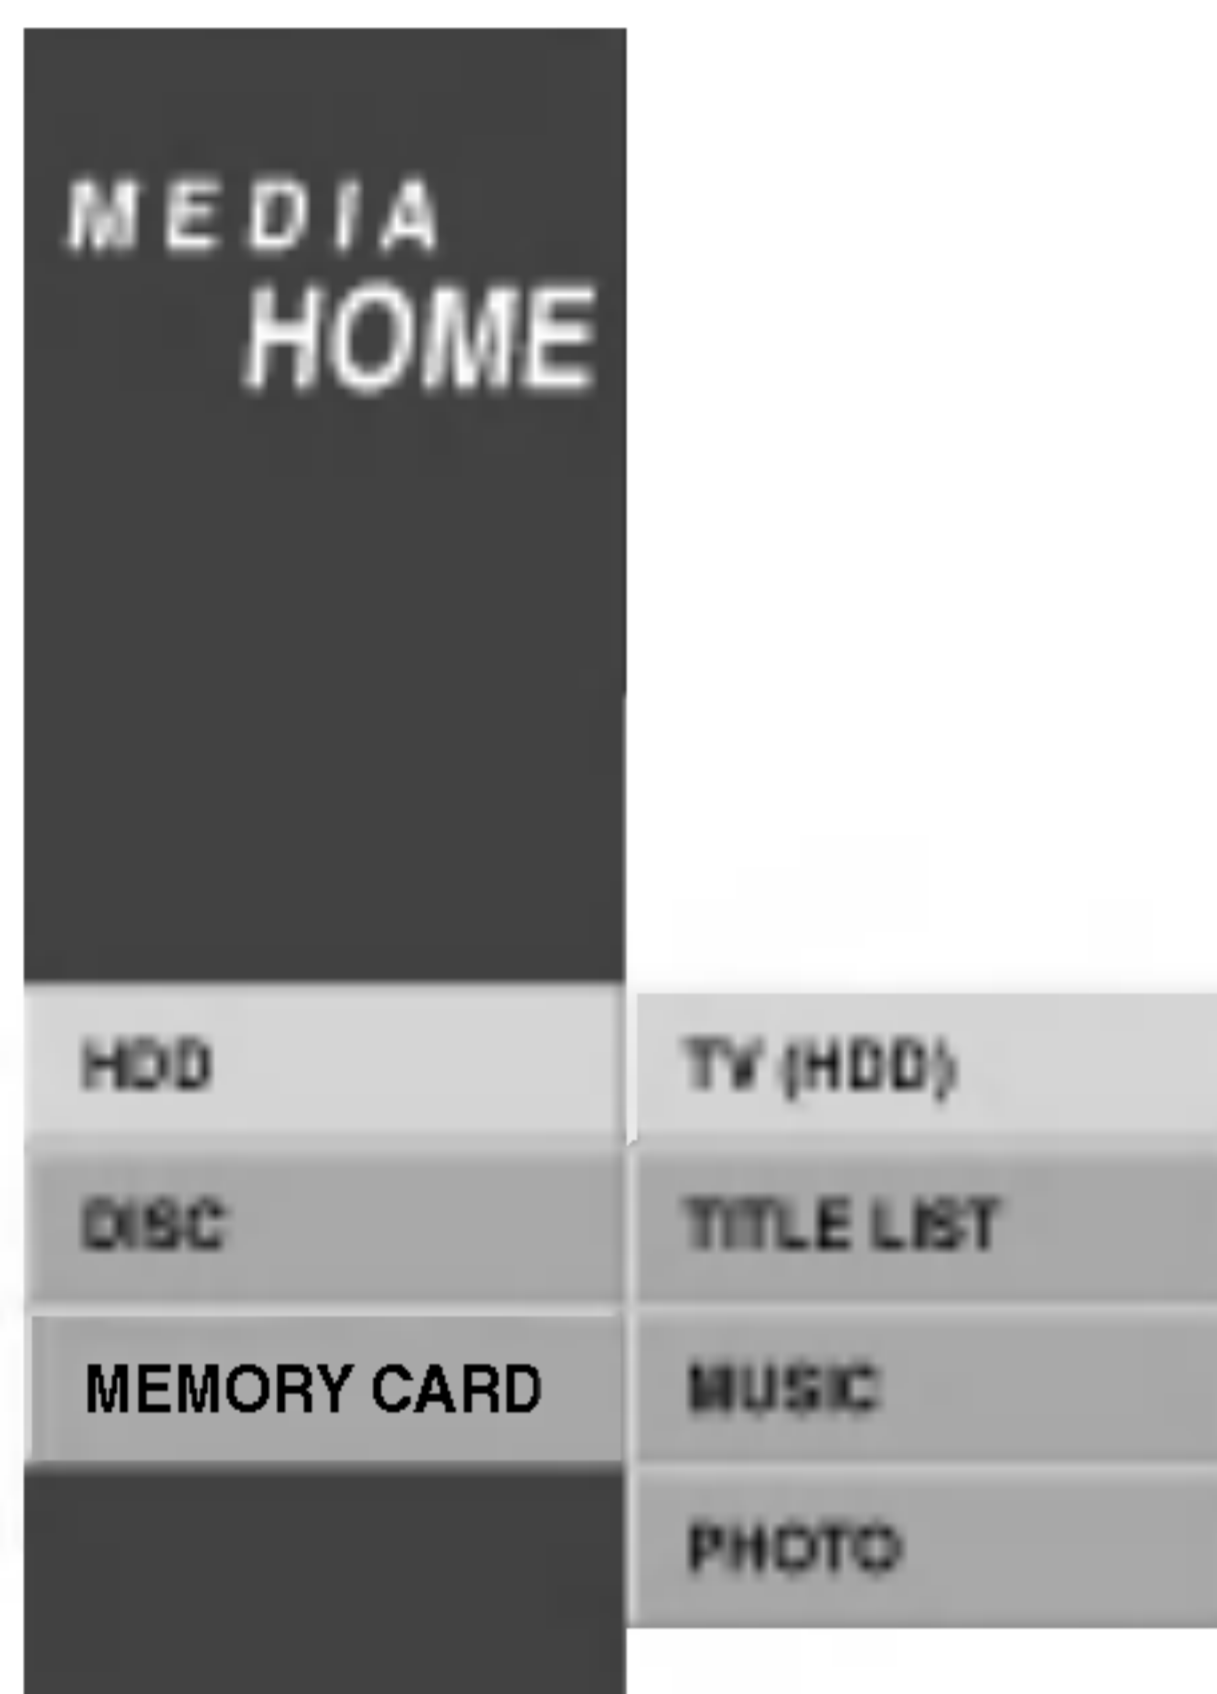 MEDIA
HOME
HDD
TV (HDD)
DISC
TITLE LIST
MEMORY CARD
MUSIC
PHOTO